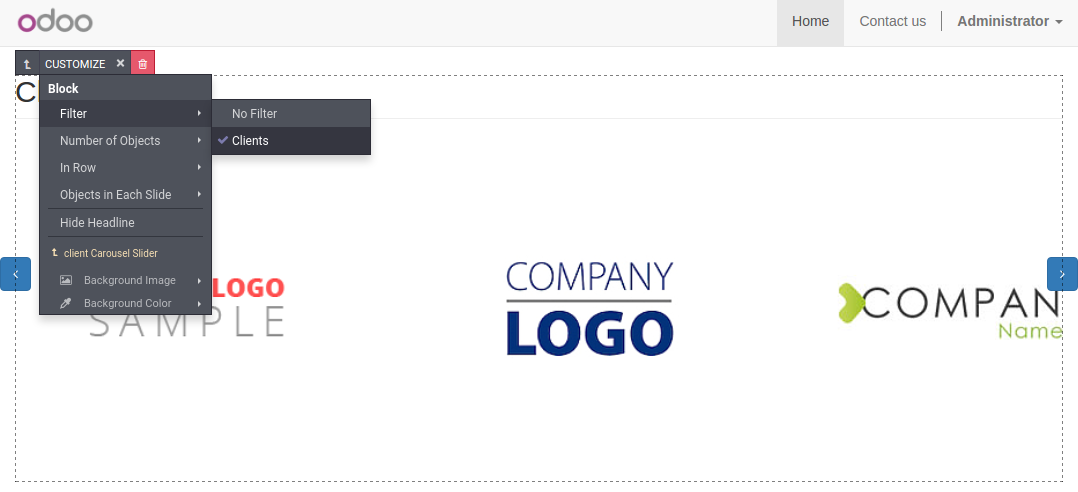 odoo
Home
Contact us
Administrator
CUSTOMIZE
C
Block
Filter
No Filter
Number of Objects
Clients
In Row
Objects in Each Slide
Hide Headline
client Carousel Slider
Background Image
Background Color
LOGO
SAMPLE
COMPANY
LOGO
COMPAN
Name